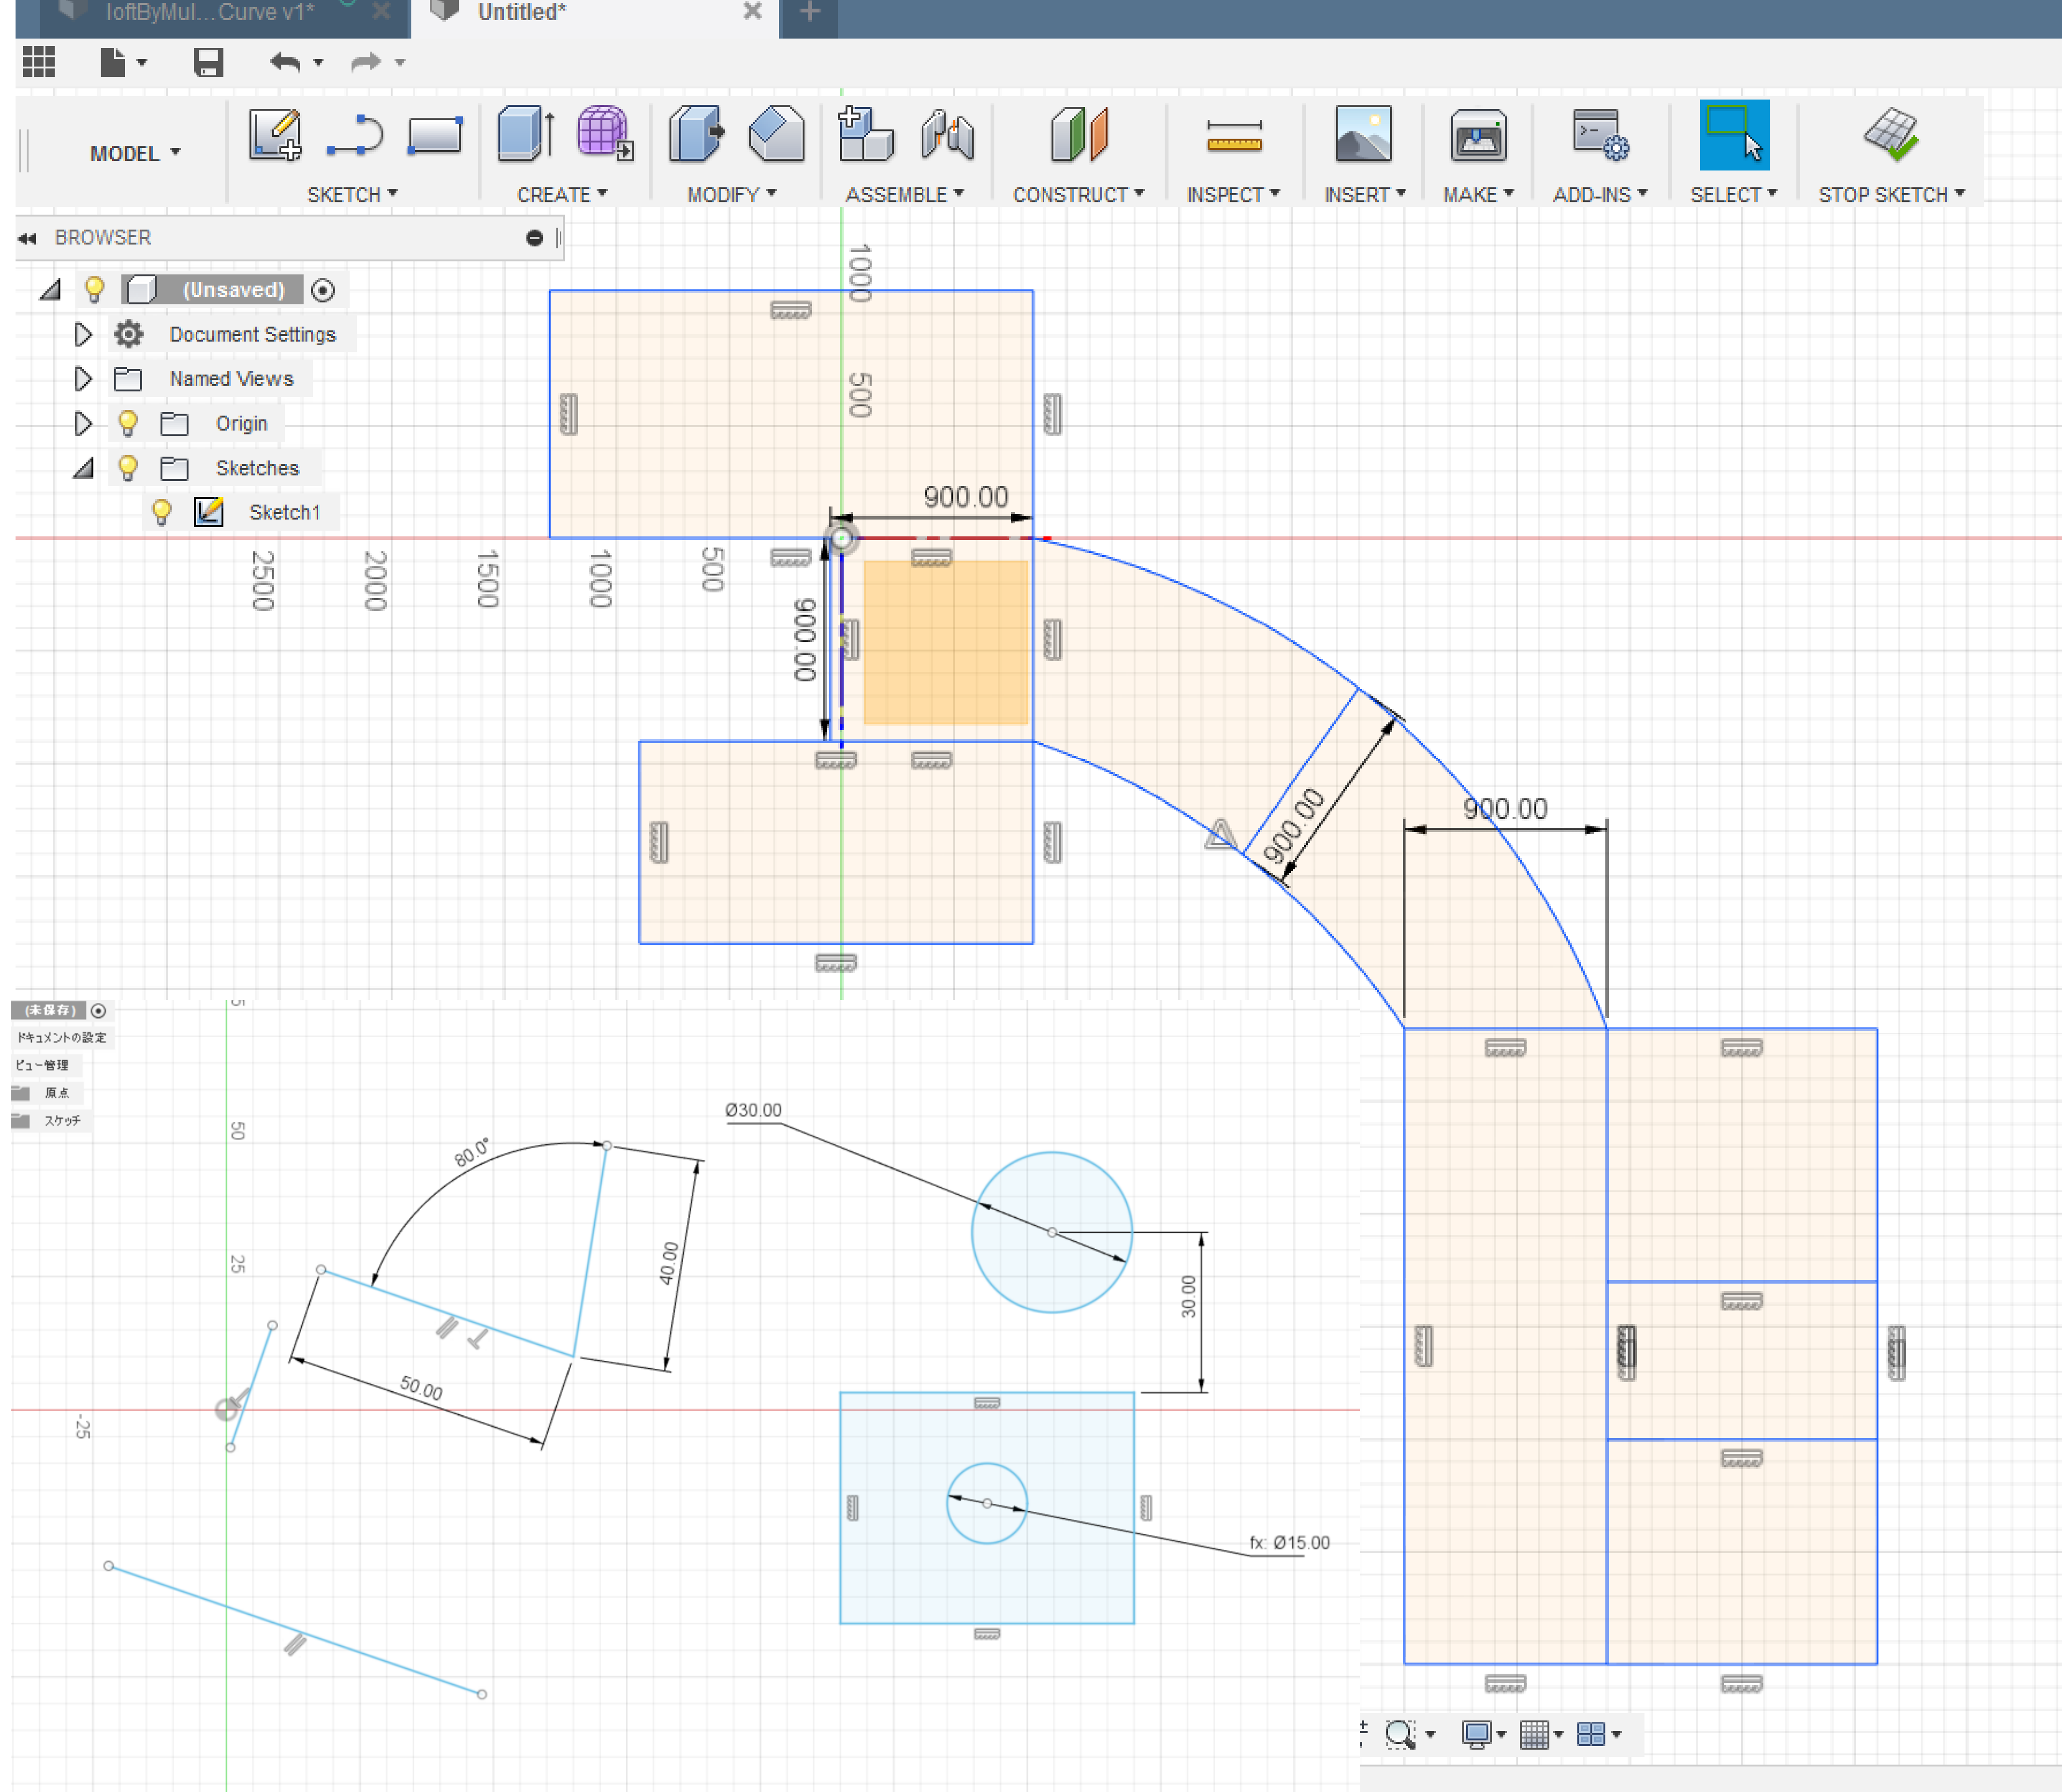 loftByMul...Curve v1*
Untitled*
MODEL
SKETCH
CREATE
MODIFY
ASSEMBLE
CONSTRUCT
INSPECT
INSERT
MAKE
ADD-INS
SELECT
STOP SKETCH
BROWSER
(Unsaved)
Document Settings
Named Views
Origin
Sketches
Sketch1
1000
500
900.00
2500
2000
1500
1000
500
900.00
900.00
900.00
(未保存)
ドキュメントの設定
ビュー管理
原点
スケッチ
50
25
-25
80.0°
40.00
50.00
Ø30.00
30.00
fx: Ø15.00